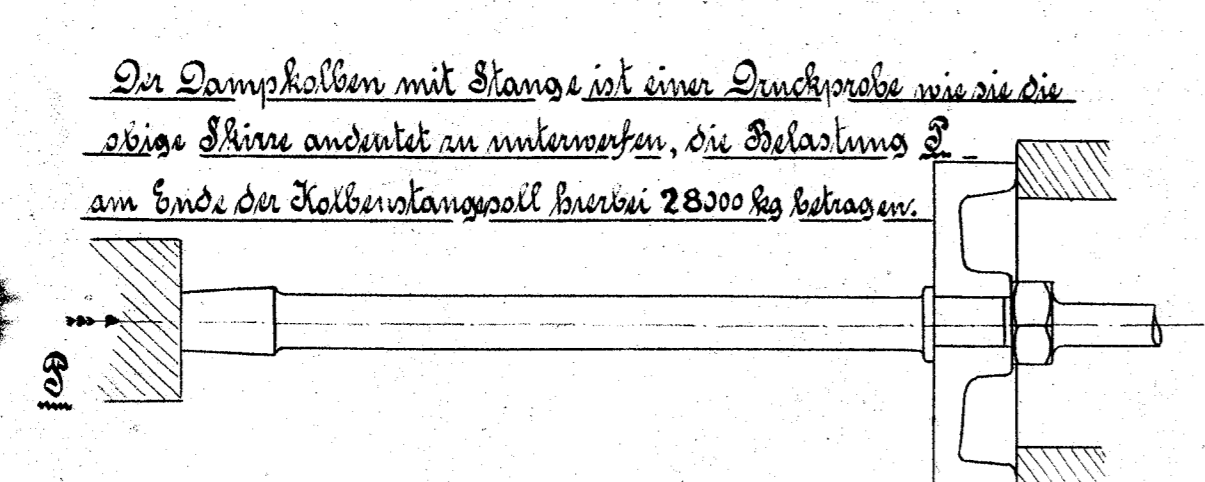 Der Dampfkolben mit Stange ist einer Druckprobe wie sie die
obige Skizze andeutet zu unterwerfen, die Belastung P
am Ende der Kolbenstange soll hierbei 28000 kg betragen.
P